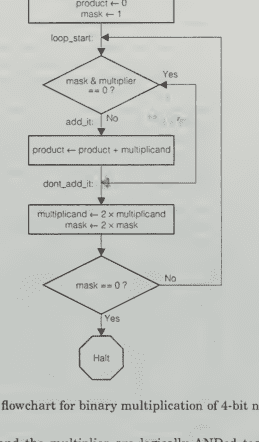 product ← 0
mask ← 1
loop_start:
mask & multiplier
== 0 ?
Yes
No
add_it:
product ← product + multiplicand
dont_add_it:
multiplicand ← 2 × multiplicand
mask ← 2 × mask
mask == 0 ?
No
Yes
Halt
flowchart for binary multiplication of 4-bit n
and the multiplier are logically ANDed